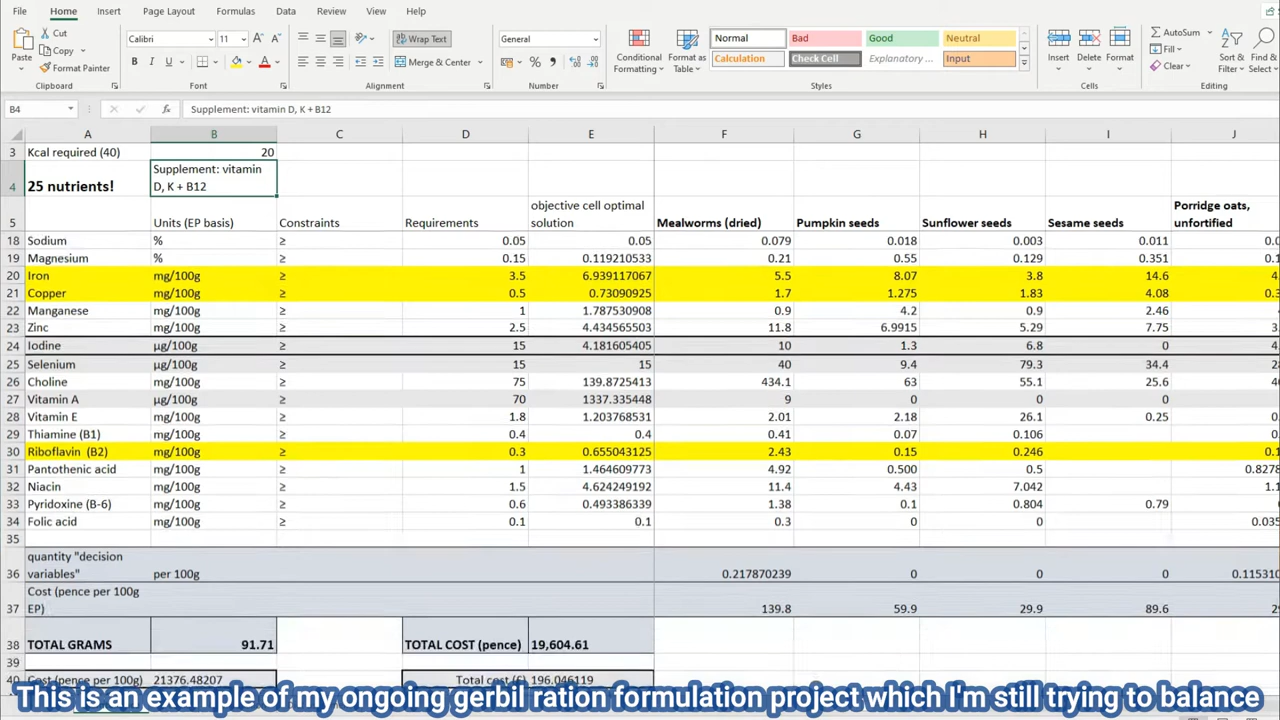 File Home Insert Page Layout Formulas Data Review View Help
Cut
Copy
Format Painter
Paste
Calibri 11
Wrap Text
Merge & Center
General
Conditional Formatting
Format as Table
Normal Bad Good Neutral
Calculation Check Cell Explanatory ... Input
Insert Delete Format
AutoSum
Fill
Clear
Sort & Filter
Find & Select
Clipboard Font Alignment Number Styles Cells Editing
B4 fx Supplement: vitamin D, K + B12
A B C D E F G H I J
3 Kcal required (40) 20
4 25 nutrients! Supplement: vitamin D, K + B12
5 Units (EP basis) Constraints Requirements objective cell optimal solution Mealworms (dried) Pumpkin seeds Sunflower seeds Sesame seeds Porridge oats, unfortified
18 Sodium % ≥ 0.05 0.05 0.079 0.018 0.003 0.011
19 Magnesium % ≥ 0.15 0.119210533 0.21 0.55 0.129 0.351
20 Iron mg/100g ≥ 3.5 6.939117067 5.5 8.07 3.8 14.6
21 Copper mg/100g ≥ 0.5 0.73090925 1.7 1.275 1.83 4.08
22 Manganese mg/100g ≥ 1 1.787530908 0.9 4.2 0.9 2.46
23 Zinc mg/100g ≥ 2.5 4.434565503 11.8 6.9915 5.29 7.75
24 Iodine µg/100g ≥ 15 4.181605405 10 1.3 6.8 0
25 Selenium µg/100g ≥ 15 15 40 9.4 79.3 34.4
26 Choline mg/100g ≥ 75 139.8725413 434.1 63 55.1 25.6
27 Vitamin A µg/100g ≥ 70 1337.335448 9 0 0 0
28 Vitamin E mg/100g ≥ 1.8 1.203768531 2.01 2.18 26.1 0.25
29 Thiamine (B1) mg/100g ≥ 0.4 0.4 0.41 0.07 0.106
30 Riboflavin (B2) mg/100g ≥ 0.3 0.655043125 2.43 0.15 0.246
31 Pantothenic acid mg/100g ≥ 1 1.464609773 4.92 0.500 0.5 0.8278
32 Niacin mg/100g ≥ 1.5 4.624249192 11.4 4.43 7.042
33 Pyridoxine (B-6) mg/100g ≥ 0.6 0.493386339 1.38 0.1 0.804 0.79
34 Folic acid mg/100g ≥ 0.1 0.1 0.3 0 0 0.035
35
36 quantity "decision variables" per 100g 0.217870239 0 0 0 0.115310
37 Cost (pence per 100g EP) 139.8 59.9 29.9 89.6
38 TOTAL GRAMS 91.71 TOTAL COST (pence) 19,604.61
39
40 Cost (pence per 100g) 21376.48207 Total cost (£) 196.046119
This is an example of my ongoing gerbil ration formulation project which I'm still trying to balance